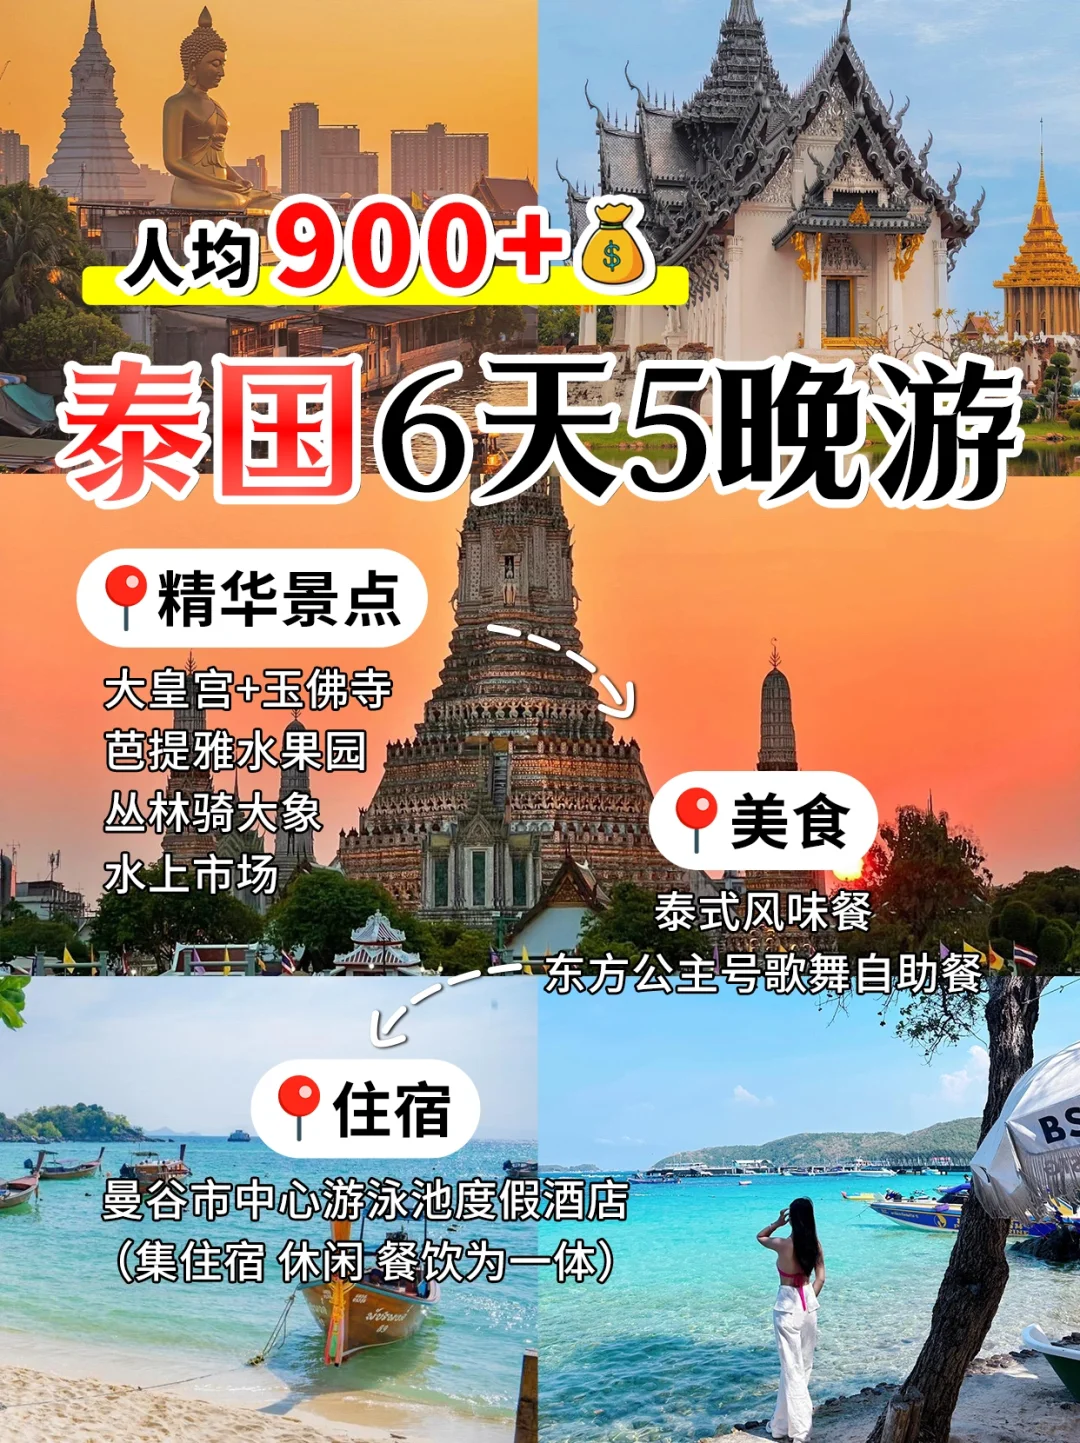 人均900+
泰国6天5晚游
精华景点
大皇宫+玉佛寺
芭提雅水果园
丛林骑大象
水上市场
美食
泰式风味餐
东方公主号歌舞自助餐
住宿
曼谷市中心游泳池度假酒店
（集住宿 休闲 餐饮为一体）
BS